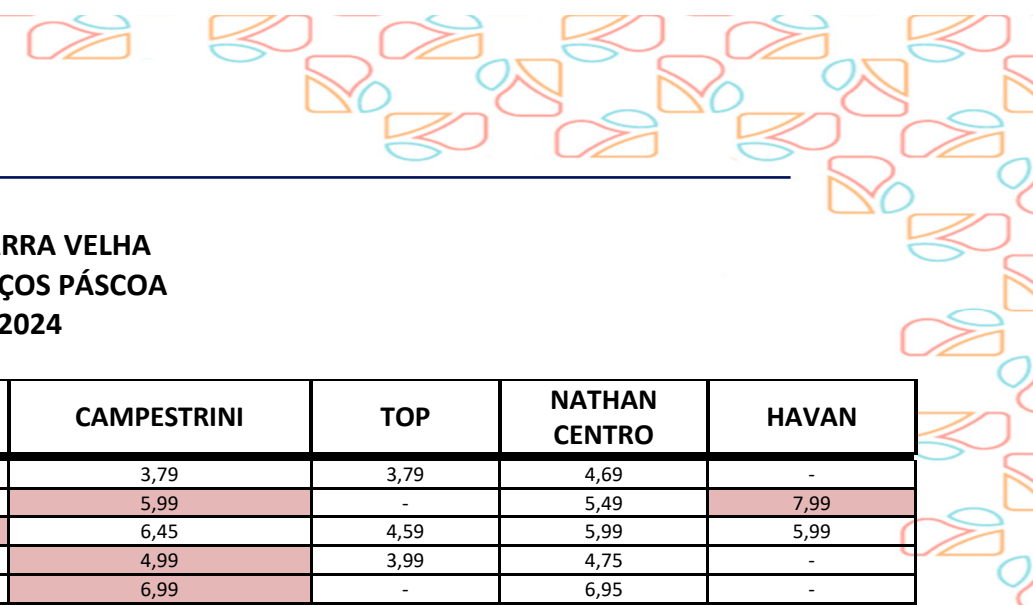 ARRA VELHA
ÇOS PÁSCOA
2024
CAMPESTRINI TOP NATHAN CENTRO HAVAN
3,79 3,79 4,69 -
5,99 - 5,49 7,99
6,45 4,59 5,99 5,99
4,99 3,99 4,75 -
6,99 - 6,95 -